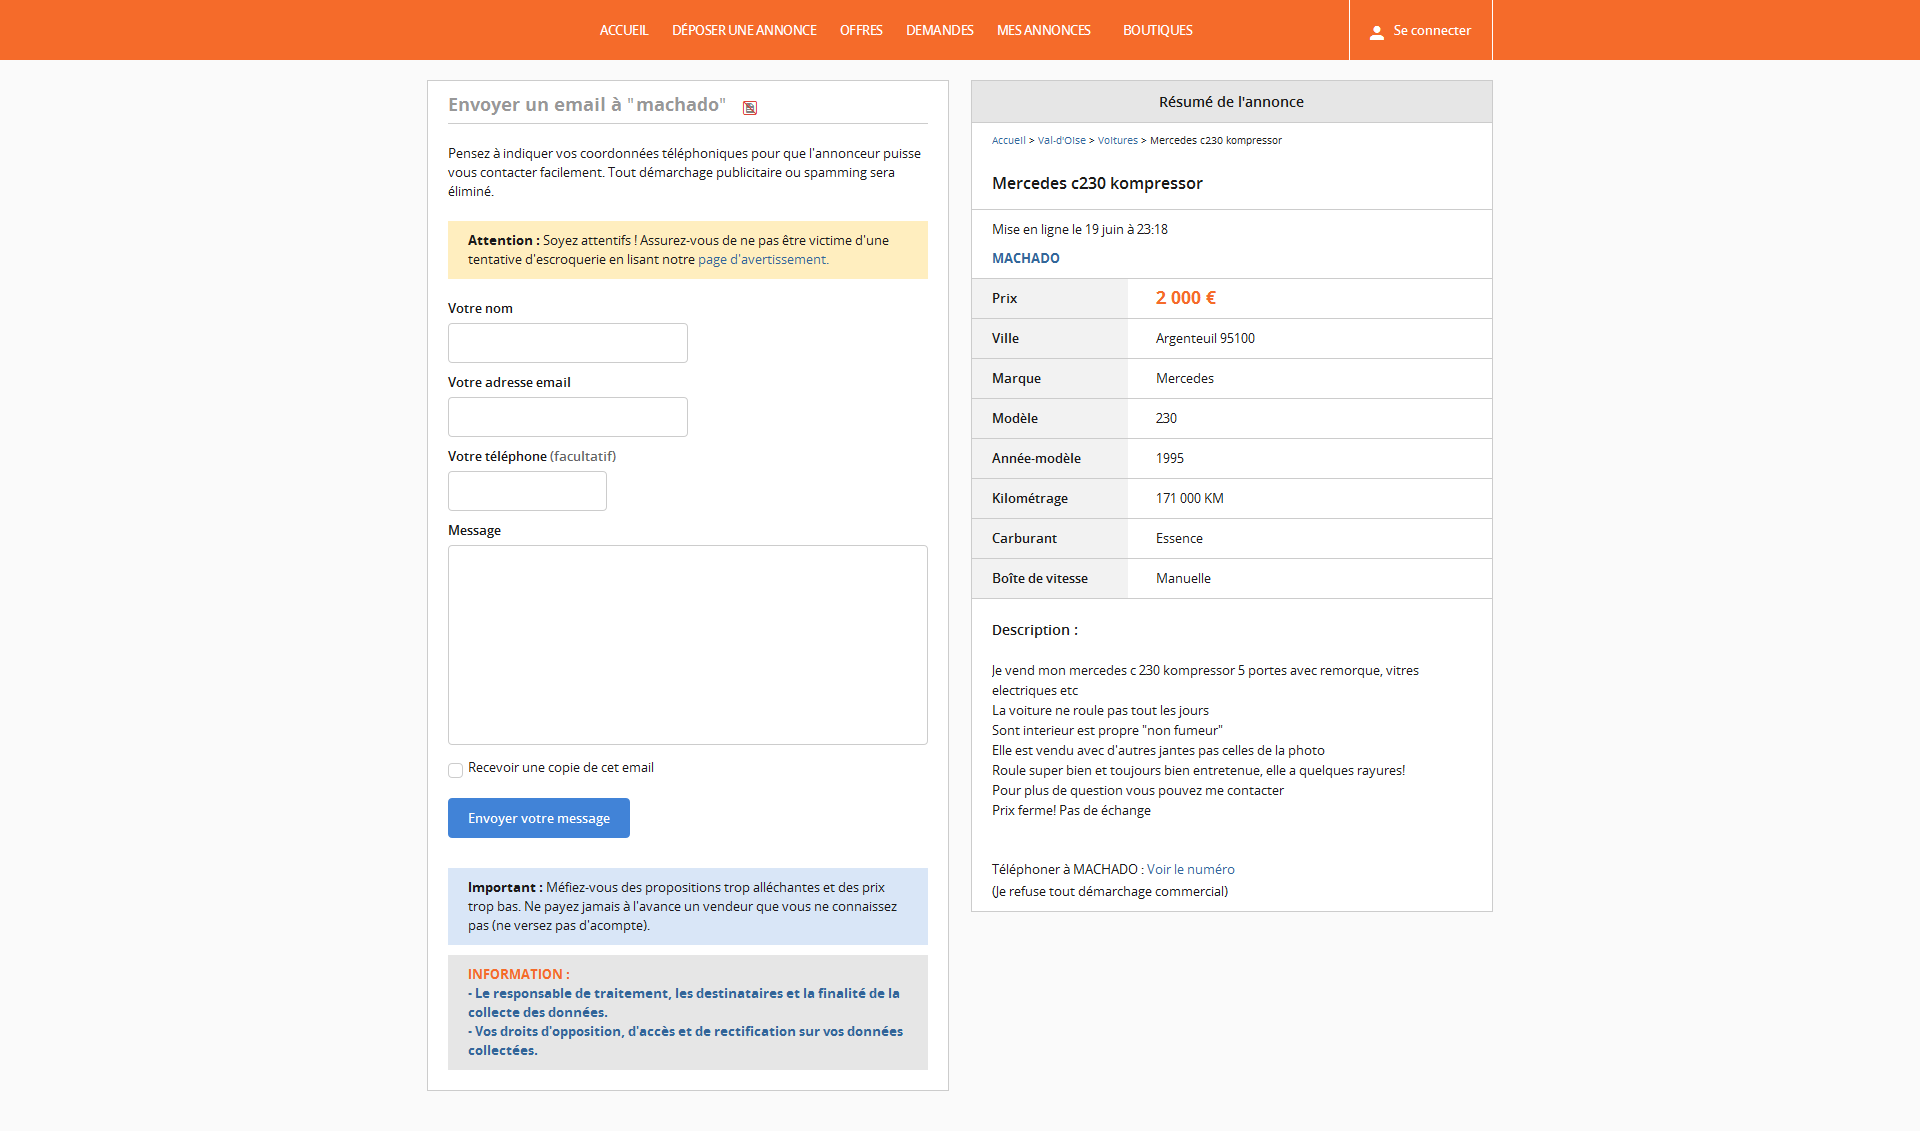 ACCUEIL DÉPOSER UNE ANNONCE OFFRES DEMANDES MES ANNONCES BOUTIQUES Se connecter
Envoyer un email à "machado"
Pensez à indiquer vos coordonnées téléphoniques pour que l'annonceur puisse
vous contacter facilement. Tout démarchage publicitaire ou spamming sera
éliminé.
Attention : Soyez attentifs ! Assurez-vous de ne pas être victime d'une
tentative d'escroquerie en lisant notre page d'avertissement.
Votre nom
Votre adresse email
Votre téléphone (facultatif)
Message
Recevoir une copie de cet email
Envoyer votre message
Important : Méfiez-vous des propositions trop alléchantes et des prix
trop bas. Ne payez jamais à l'avance un vendeur que vous ne connaissez
pas (ne versez pas d'acompte).
INFORMATION :
- Le responsable de traitement, les destinataires et la finalité de la
collecte des données.
- Vos droits d'opposition, d'accès et de rectification sur vos données
collectées.
Résumé de l'annonce
Accueil > Val-d'Oise > Voitures > Mercedes c230 kompressor
Mercedes c230 kompressor
Mise en ligne le 19 juin à 23:18
MACHADO
Prix 2 000 €
Ville Argenteuil 95100
Marque Mercedes
Modèle 230
Année-modèle 1995
Kilométrage 171 000 KM
Carburant Essence
Boîte de vitesse Manuelle
Description :
Je vend mon mercedes c 230 kompressor 5 portes avec remorque, vitres
electriques etc
La voiture ne roule pas tout les jours
Sont interieur est propre "non fumeur"
Elle est vendu avec d'autres jantes pas celles de la photo
Roule super bien et toujours bien entretenue, elle a quelques rayures!
Pour plus de question vous pouvez me contacter
Prix ferme! Pas de échange
Téléphoner à MACHADO : Voir le numéro
(Je refuse tout démarchage commercial)